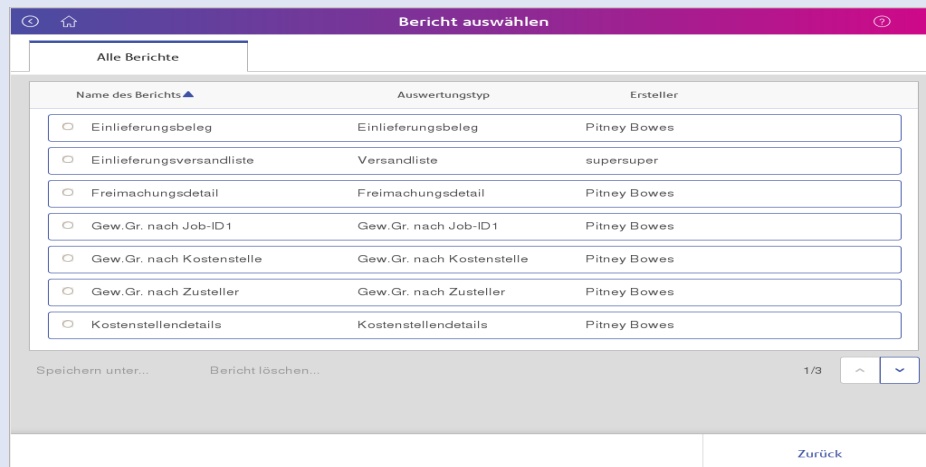 Bericht auswählen
Alle Berichte
Name des Berichts Auswertungstyp Ersteller
Einlieferungsbeleg Einlieferungsbeleg Pitney Bowes
Einlieferungsversandliste Versandliste supersuper
Freimachungsdetail Freimachungsdetail Pitney Bowes
Gew.Gr. nach Job-ID1 Gew.Gr. nach Job-ID1 Pitney Bowes
Gew.Gr. nach Kostenstelle Gew.Gr. nach Kostenstelle Pitney Bowes
Gew.Gr. nach Zusteller Gew.Gr. nach Zusteller Pitney Bowes
Kostenstellendetails Kostenstellendetails Pitney Bowes
Speichern unter... Bericht löschen... 1/3
Zurück